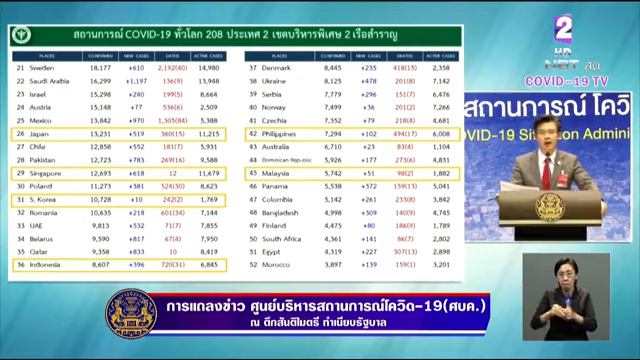 สถานการณ์ COVID-19 ทั่วโลก 208 ประเทศ 2 เขตบริหารพิเศษ 2 เรือสำราญ
PLACES CONFIRMED NEW CASES DEATHS ACTIVE CASES
21 Sweden 18,177 +610 2,192(40) 14,980
22 Saudi Arabia 16,299 +1,197 136(9) 13,948
23 Israel 15,298 +240 199(5) 8,664
24 Austria 15,148 +77 536(6) 2,509
25 Mexico 13,842 +970 1,305(84) 5,388
26 Japan 13,231 +519 360(15) 11,215
27 Chile 12,858 +552 181(7) 5,931
28 Pakistan 12,723 +783 269(16) 9,588
29 Singapore 12,693 +618 12 11,679
30 Poland 11,273 +381 524(30) 8,623
31 S. Korea 10,728 +10 242(2) 1,769
32 Romania 10,635 +218 601(34) 7,144
33 UAE 9,813 +532 71(7) 7,855
34 Belarus 9,590 +817 67(4) 7,950
35 Qatar 9,358 +833 10 8,419
36 Indonesia 8,607 +396 720(31) 6,845
PLACES CONFIRMED NEW CASES DEATHS ACTIVE CASES
37 Denmark 8,445 +235 418(15) 2,358
38 Ukraine 8,125 +478 201(8) 7,142
39 Serbia 7,779 +296 151(7) 6,476
40 Norway 7,499 +36 201(2) 7,266
41 Czechia 7,352 +79 218(4) 4,681
42 Philippines 7,294 +102 494(17) 6,008
43 Australia 6,710 +23 83(4) 1,104
44 Dominican Republic 5,926 +177 273(6) 4,831
45 Malaysia 5,742 +51 98(2) 1,882
46 Panama 5,538 +372 159(13) 5,041
47 Colombia 5,142 +261 233(8) 3,842
48 Bangladesh 4,998 +309 140(9) 4,745
49 Finland 4,475 +80 186(9) 1,789
50 South Africa 4,361 +141 86(7) 2,802
51 Egypt 4,319 +227 307(13) 2,898
52 Morocco 3,897 +139 159(1) 3,201
2
HD
NBT สด
COVID-19 TV
สถานการณ์ โควิ
OVID-19 Situation Admini
การแถลงข่าว ศูนย์บริหารสถานการณ์โควิด-19(ศบค.)
ณ ตึกสันติไมตรี ทำเนียบรัฐบาล